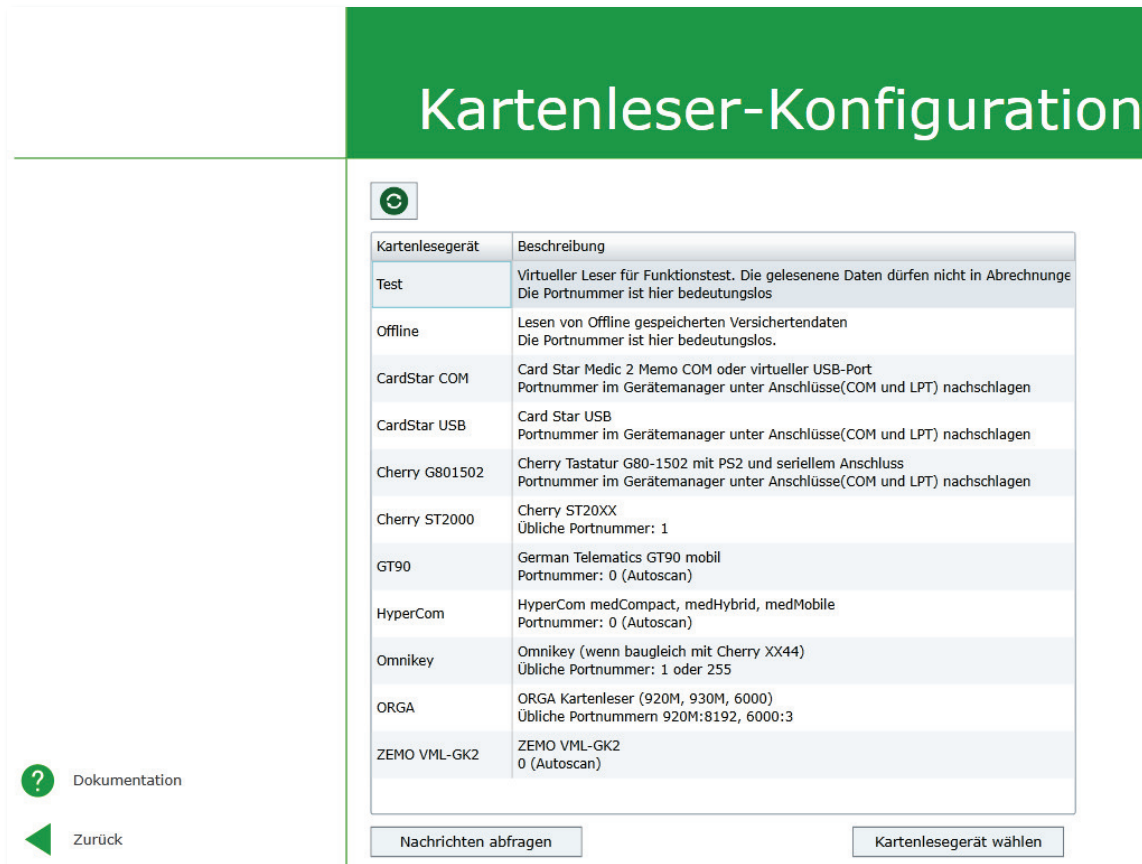 Kartenleser-Konfiguration
Kartenlesegerät Beschreibung
Test
Virtueller Leser für Funktionstest. Die gelesenene Daten dürfen nicht in Abrechnunge
Die Portnummer ist hier bedeutungslos
Offline
Lesen von Offline gespeicherten Versichertendaten
Die Portnummer ist hier bedeutungslos.
CardStar COM
Card Star Medic 2 Memo COM oder virtueller USB-Port
Portnummer im Gerätemanager unter Anschlüsse(COM und LPT) nachschlagen
CardStar USB
Card Star USB
Portnummer im Gerätemanager unter Anschlüsse(COM und LPT) nachschlagen
Cherry G801502
Cherry Tastatur G80-1502 mit PS2 und seriellem Anschluss
Portnummer im Gerätemanager unter Anschlüsse(COM und LPT) nachschlagen
Cherry ST2000
Cherry ST20XX
Übliche Portnummer: 1
GT90
German Telematics GT90 mobil
Portnummer: 0 (Autoscan)
HyperCom
HyperCom medCompact, medHybrid, medMobile
Portnummer: 0 (Autoscan)
Omnikey
Omnikey (wenn baugleich mit Cherry XX44)
Übliche Portnummer: 1 oder 255
ORGA
ORGA Kartenleser (920M, 930M, 6000)
Übliche Portnummern 920M:8192, 6000:3
ZEMO VML-GK2
ZEMO VML-GK2
0 (Autoscan)
? Dokumentation
Zurück
Nachrichten abfragen
Kartenlesegerät wählen